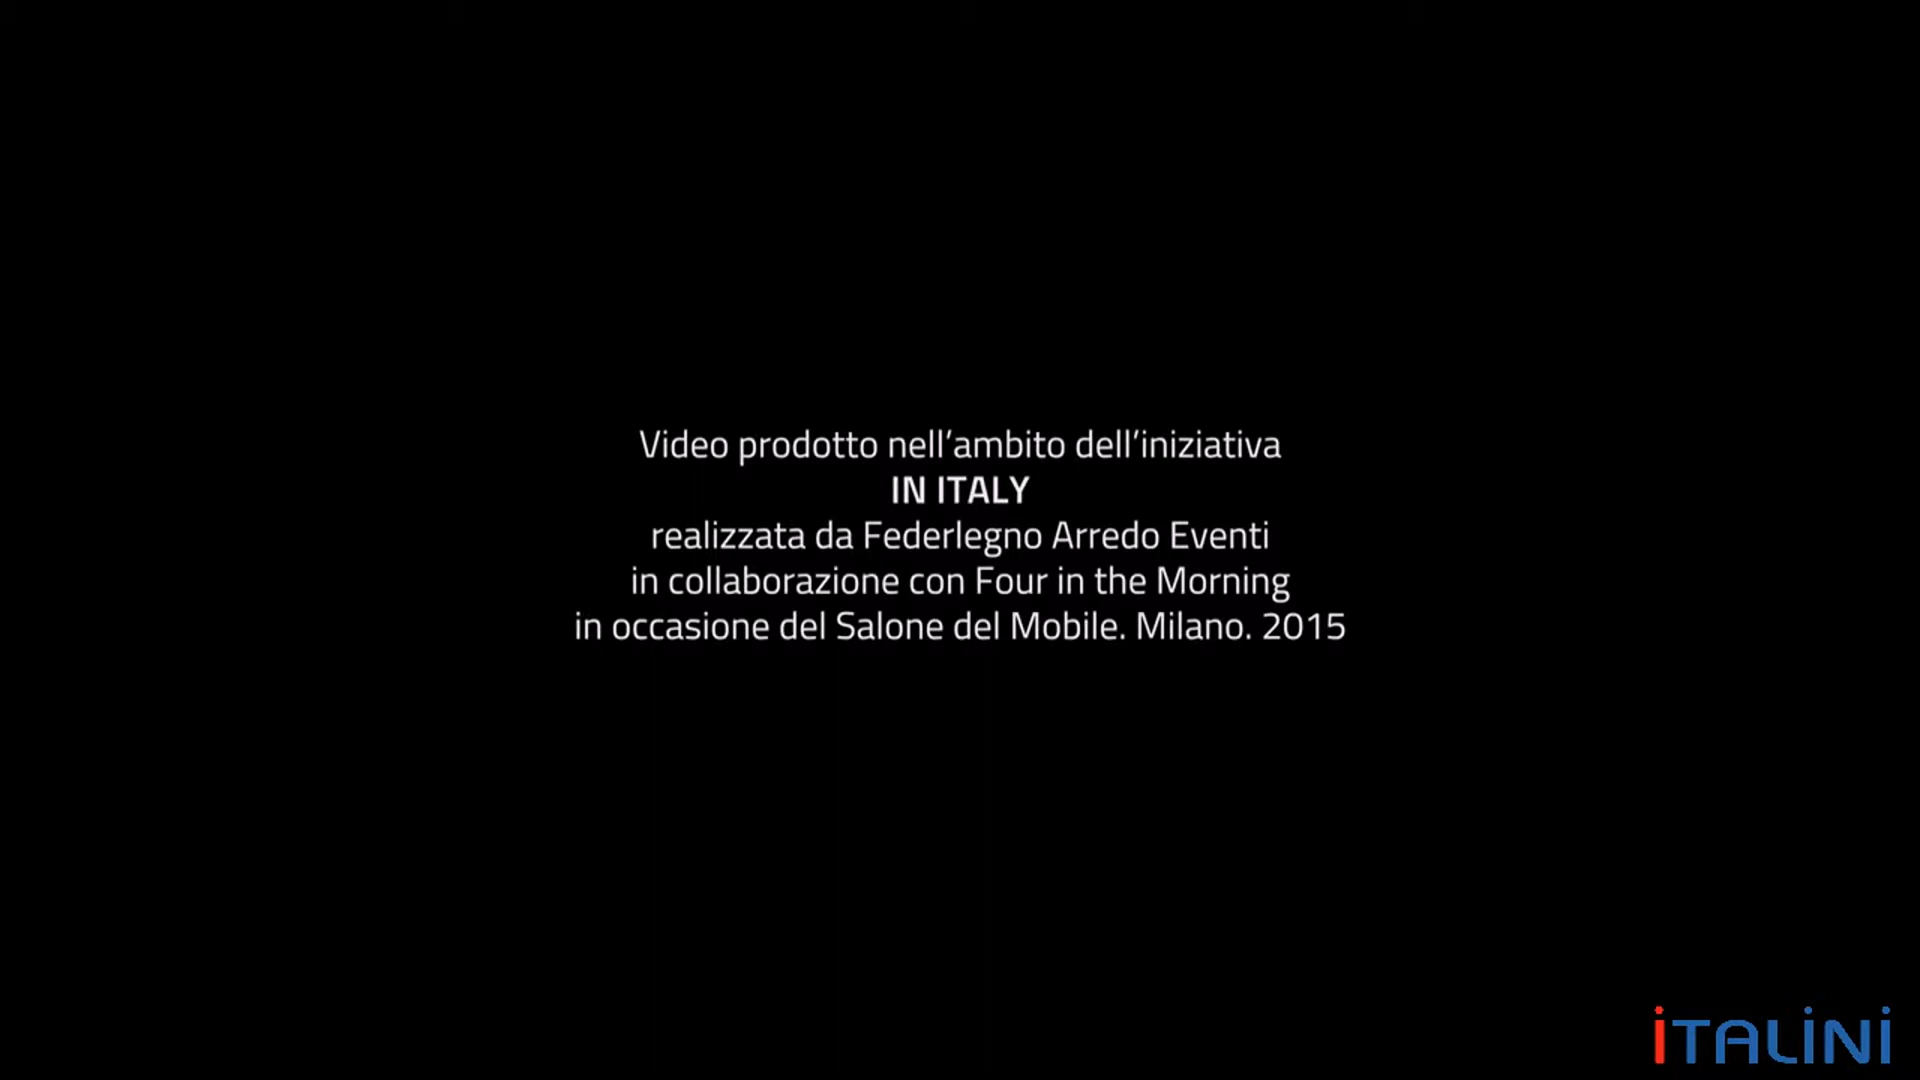 Video prodotto nell’ambito dell’iniziativa
IN ITALY
realizzata da Federlegno Arredo Eventi
in collaborazione con Four in the Morning
in occasione del Salone del Mobile. Milano. 2015
iTALiNi